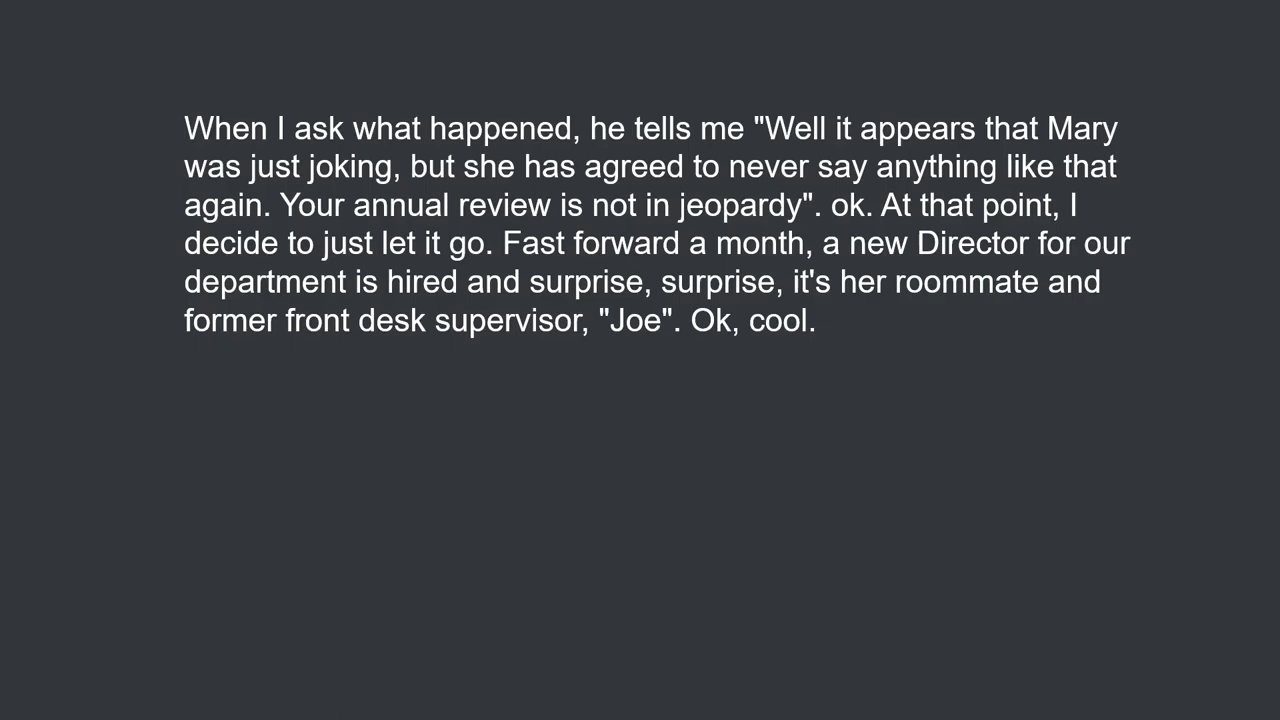 When I ask what happened, he tells me "Well it appears that Mary
was just joking, but she has agreed to never say anything like that
again. Your annual review is not in jeopardy". ok. At that point, I
decide to just let it go. Fast forward a month, a new Director for our
department is hired and surprise, surprise, it's her roommate and
former front desk supervisor, "Joe". Ok, cool.